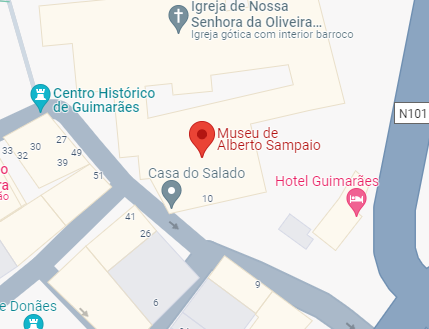 Igreja de Nossa
Senhora da Oliveira...
Igreja gótica com interior barroco
Centro Histórico
de Guimarães
N101
Museu de
Alberto Sampaio
33
32
30
27
49
39
51
o
ra
ão
Casa do Salado
Hotel Guimarães
10
41
26
9
6
e Donães